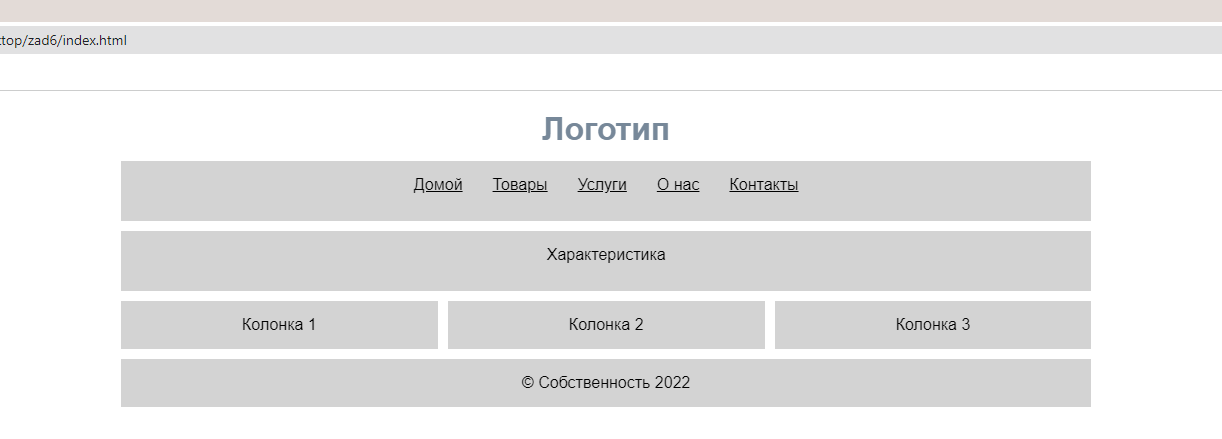 top/zad6/index.html
Логотип
Домой Товары Услуги О нас Контакты
Характеристика
Колонка 1 Колонка 2 Колонка 3
© Собственность 2022